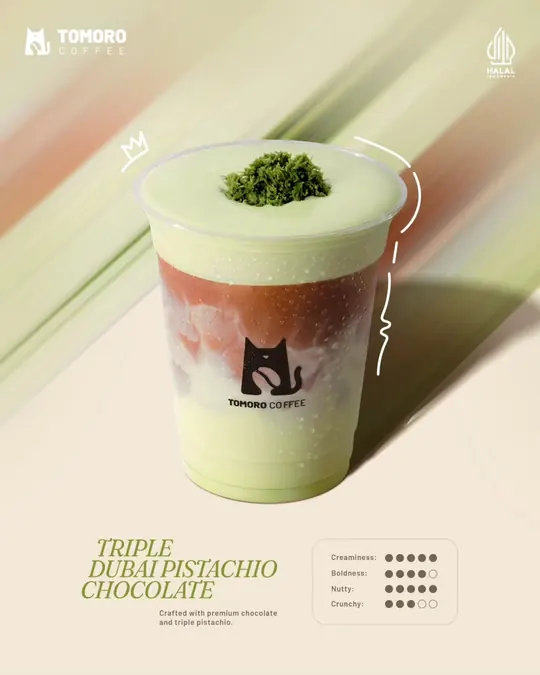 TOMORO
COFFEE
HALAL
INDONESIA
TOMORO COFFEE
TRIPLE
DUBAI PISTACHIO
CHOCOLATE
Crafted with premium chocolate
and triple pistachio.
Creaminess:
Boldness:
Nutty:
Crunchy: